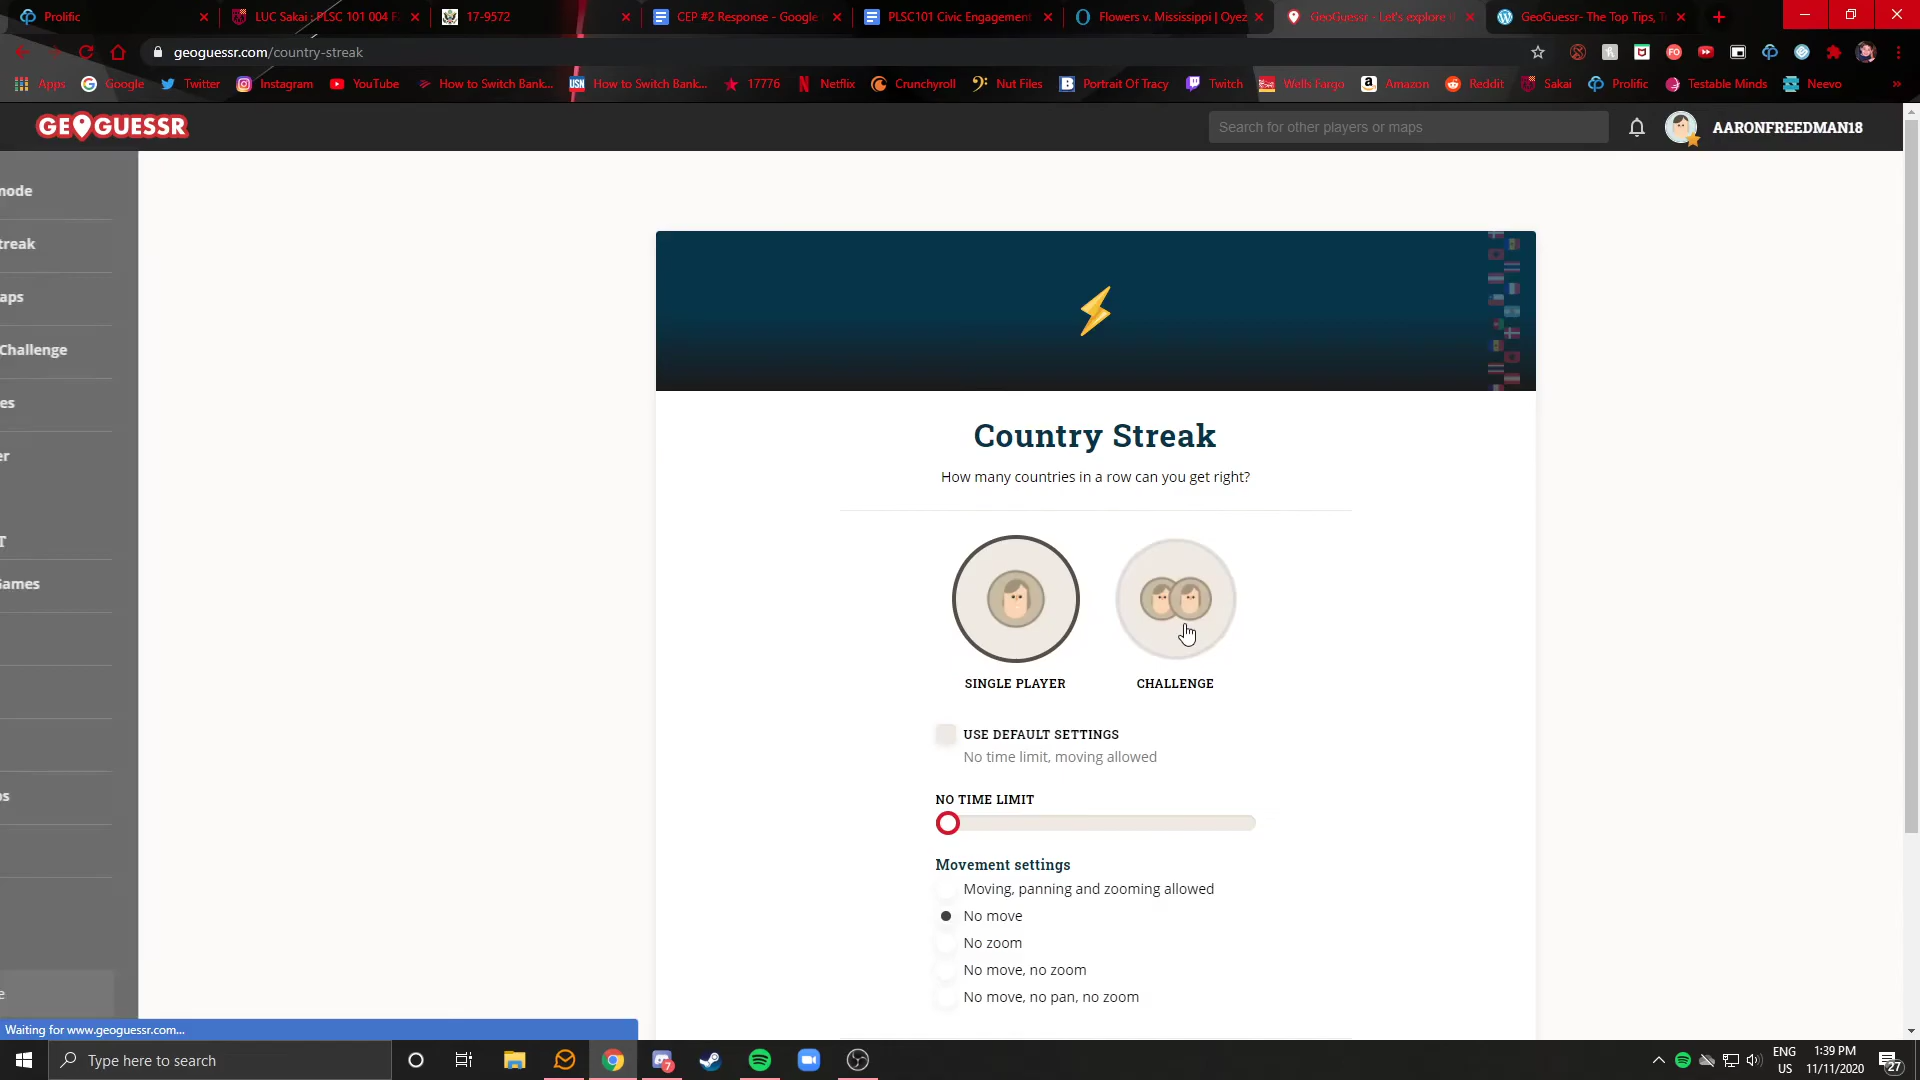 Prolific
LUC Sakai : PLSC 101 004 F
17-9572
CEP #2 Response - Google
PLSC101 Civic Engagement
Flowers v. Mississippi | Oyez
GeoGuessr - Let's explore
GeoGuessr- The Top Tips, T
geoguessr.com/country-streak
Apps
Google
Twitter
Instagram
YouTube
How to Switch Bank...
How to Switch Bank...
17776
Netflix
Crunchyroll
Nut Files
Portrait Of Tracy
Twitch
Wells Fargo
Amazon
Reddit
Sakai
Prolific
Testable Minds
Neevo
GEOGUESSR
Search for other players or maps
AARONFREEDMAN18
node
treak
aps
Challenge
es
er
T
Games
os
e
Country Streak
How many countries in a row can you get right?
SINGLE PLAYER
CHALLENGE
USE DEFAULT SETTINGS
No time limit, moving allowed
NO TIME LIMIT
Movement settings
Moving, panning and zooming allowed
No move
No zoom
No move, no zoom
No move, no pan, no zoom
Waiting for www.geoguessr.com...
Type here to search
7
ENG
US
1:39 PM
11/11/2020
27